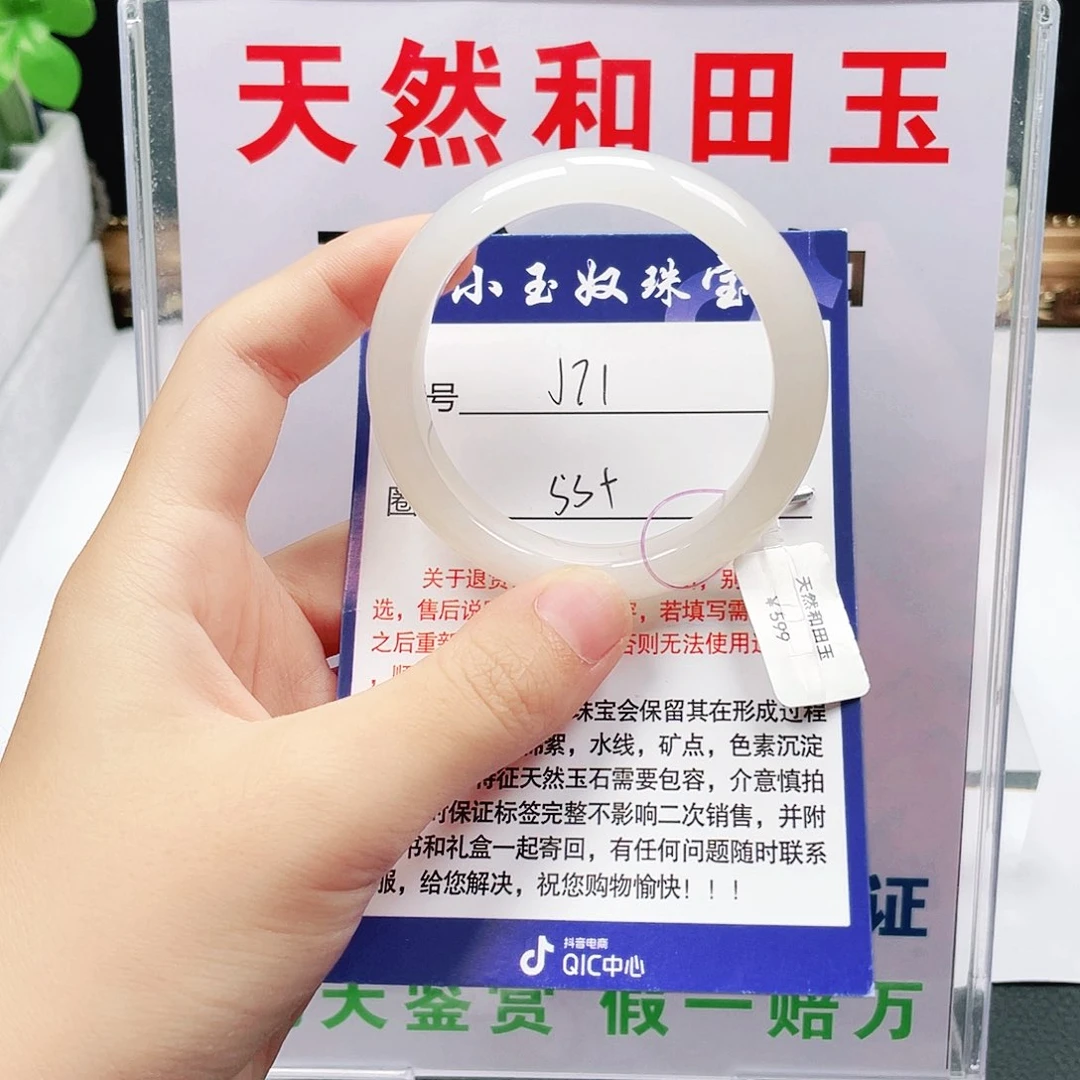 天然和田玉
小玉奴珠宝
号 J71
圈 55+
关于退货 ,别
选，售后说 ，若填写需
之后重新 否则无法使用
珠宝会保留其在形成过程
棉絮，水线，矿点，色素沉淀
特征天然玉石需要包容，介意慎拍
时保证标签完整不影响二次销售，并附
书和礼盒一起寄回，有任何问题随时联系
服，给您解决，祝您购物愉快！！！
天然和田玉
抖音电商
QIC中心
证
大鉴赏 假一赔万